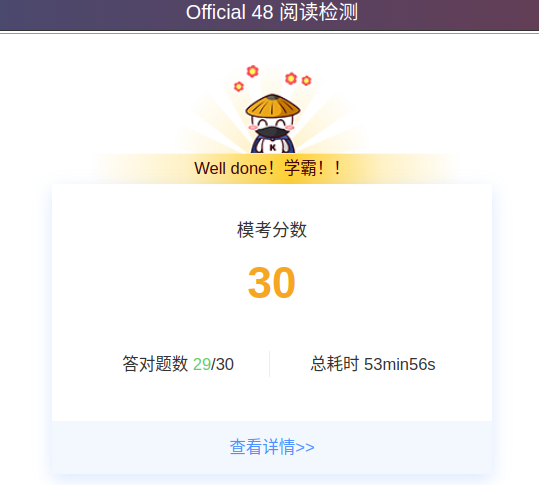 Official 48 阅读检测
K
Well done！学霸！！
模考分数
30
答对题数 29/30
总耗时 53min56s
查看详情>>